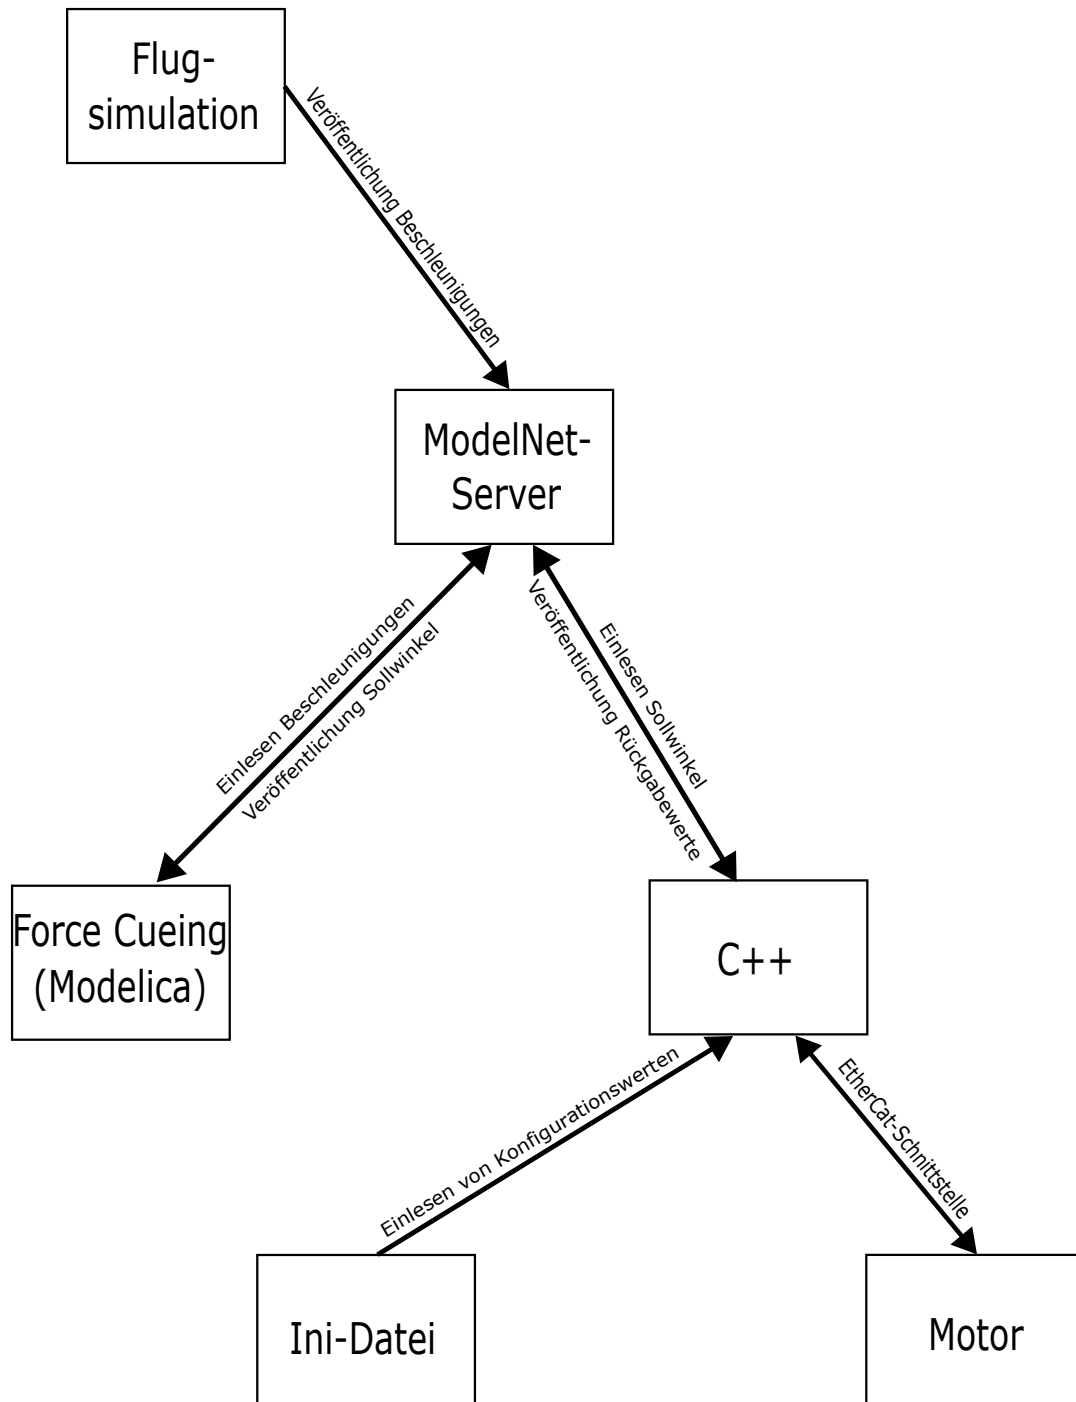 Flug-
simulation
Veröffentlichung Beschleunigungen
ModelNet-
Server
Einlesen Beschleunigungen
Veröffentlichung Sollwinkel
Einlesen Sollwinkel
Veröffentlichung Rückgabewerte
Force Cueing
(Modelica)
C++
Einlesen von Konfigurationswerten
EtherCat-Schnittstelle
Ini-Datei
Motor